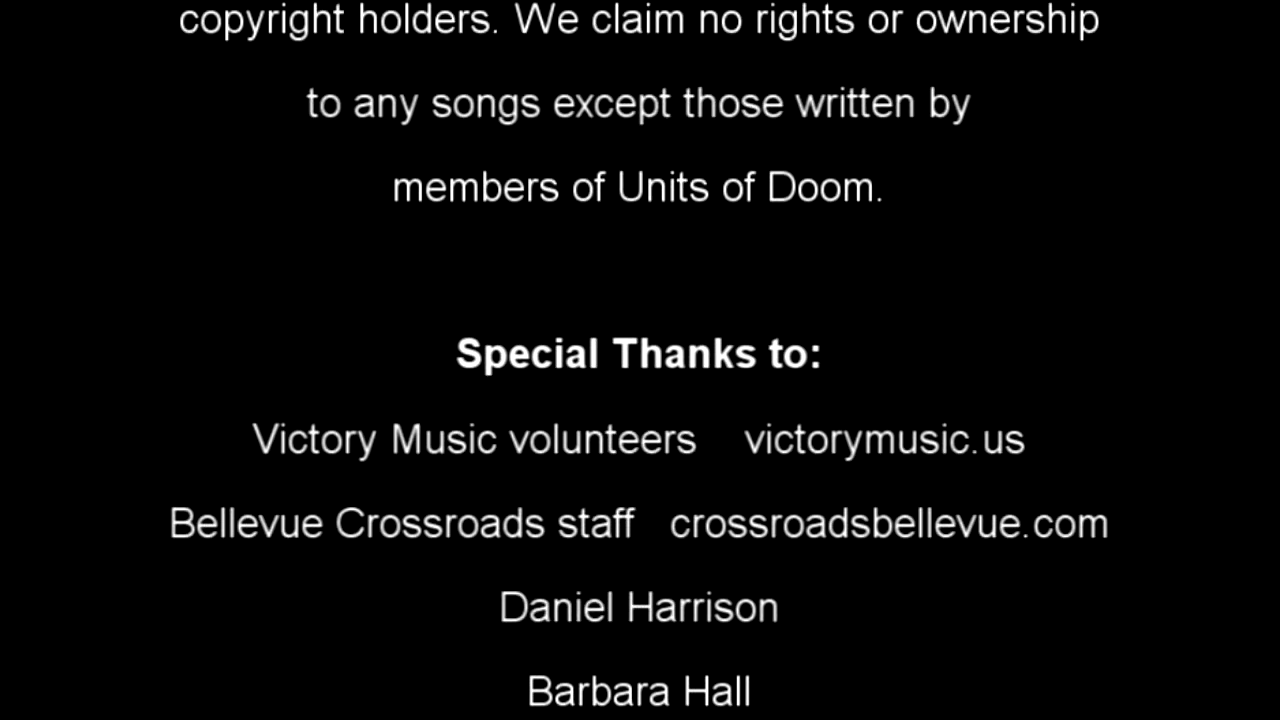 copyright holders. We claim no rights or ownership
to any songs except those written by
members of Units of Doom.
Special Thanks to:
Victory Music volunteers victorymusic.us
Bellevue Crossroads staff crossroadsbellevue.com
Daniel Harrison
Barbara Hall